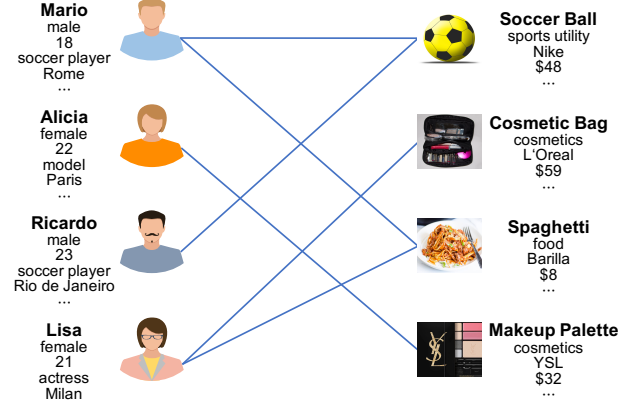 Mario
male
18
soccer player
Rome
...
Alicia
female
22
model
Paris
...
Ricardo
male
23
soccer player
Rio de Janeiro
...
Lisa
female
21
actress
Milan
Soccer Ball
sports utility
Nike
$48
...
Cosmetic Bag
cosmetics
L'Oreal
$59
...
Spaghetti
food
Barilla
$8
...
Makeup Palette
cosmetics
YSL
$32
...
YSL